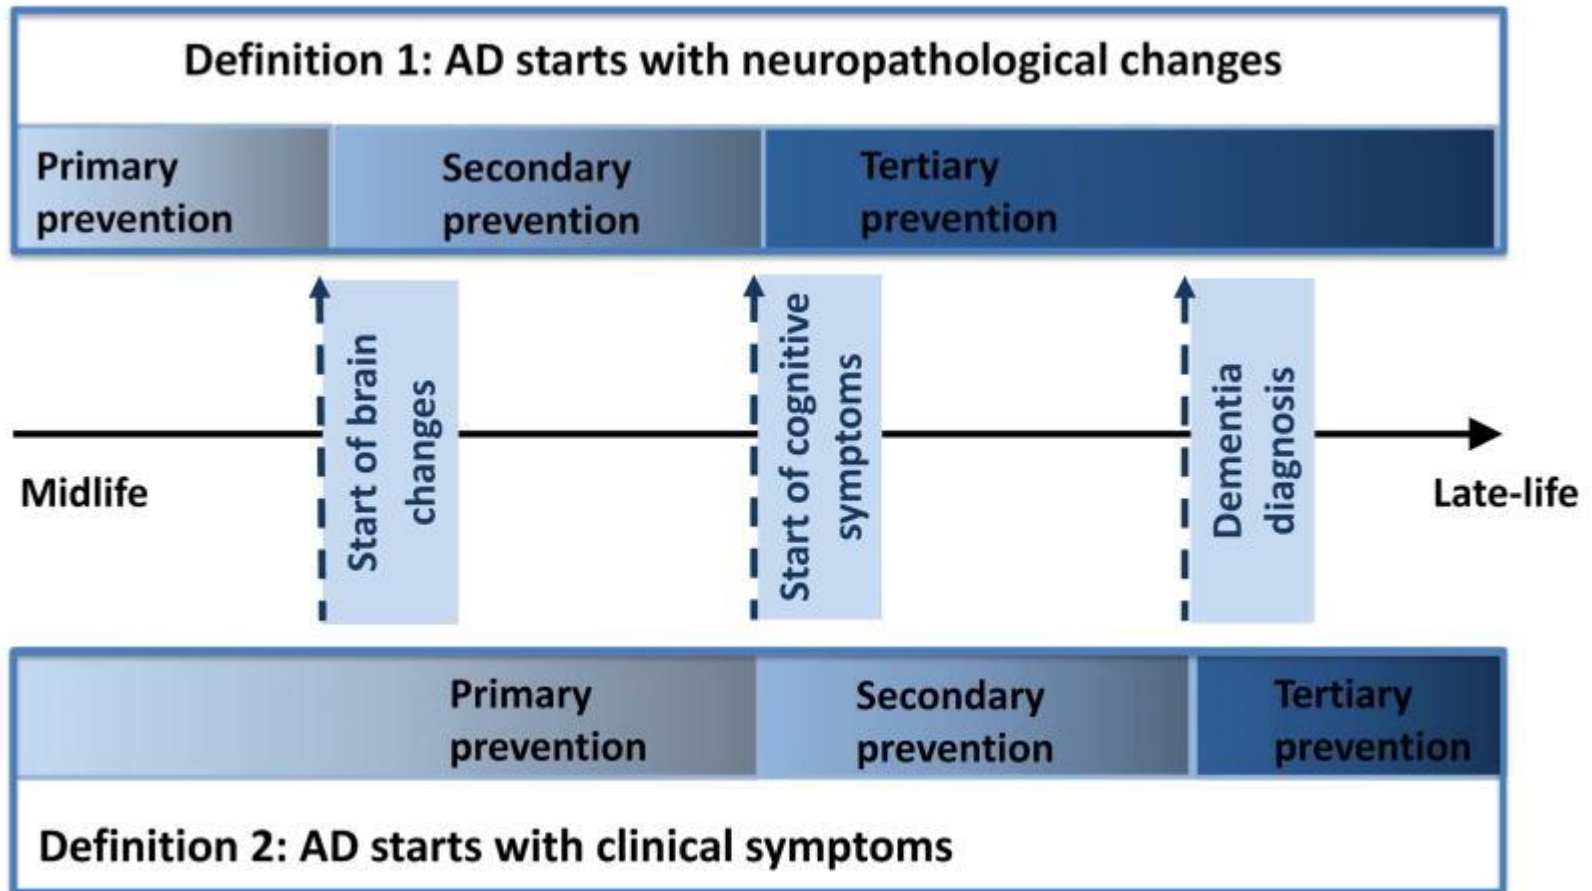 Definition 1: AD starts with neuropathological changes
Primary
prevention
Secondary
prevention
Tertiary
prevention
Start of brain
changes
Start of cognitive
symptoms
Dementia
diagnosis
Midlife
Late-life
Primary
prevention
Secondary
prevention
Tertiary
prevention
Definition 2: AD starts with clinical symptoms